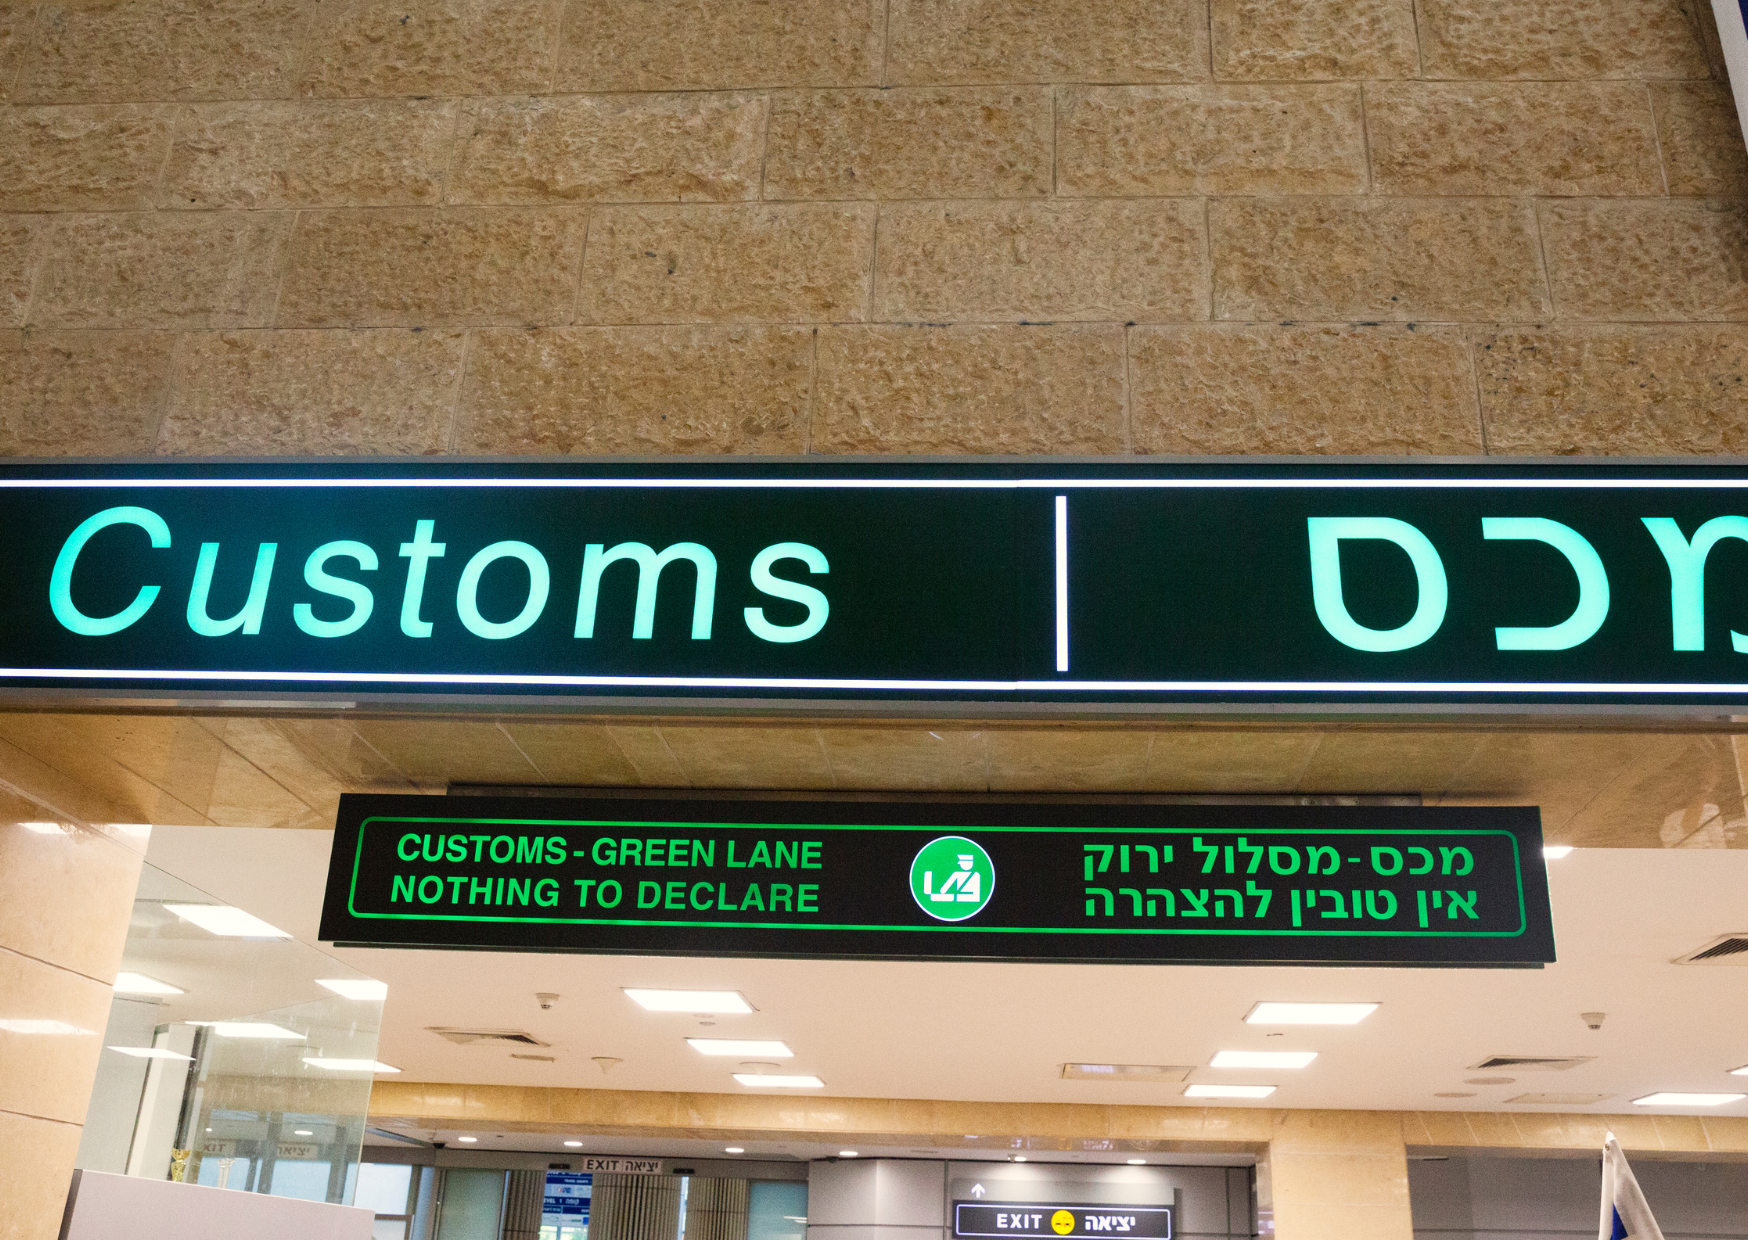 Customs | מכס
CUSTOMS - GREEN LANE
NOTHING TO DECLARE
מכס - מסלול ירוק
אין טובין להצהרה
EXIT יציאה
EXIT יציאה